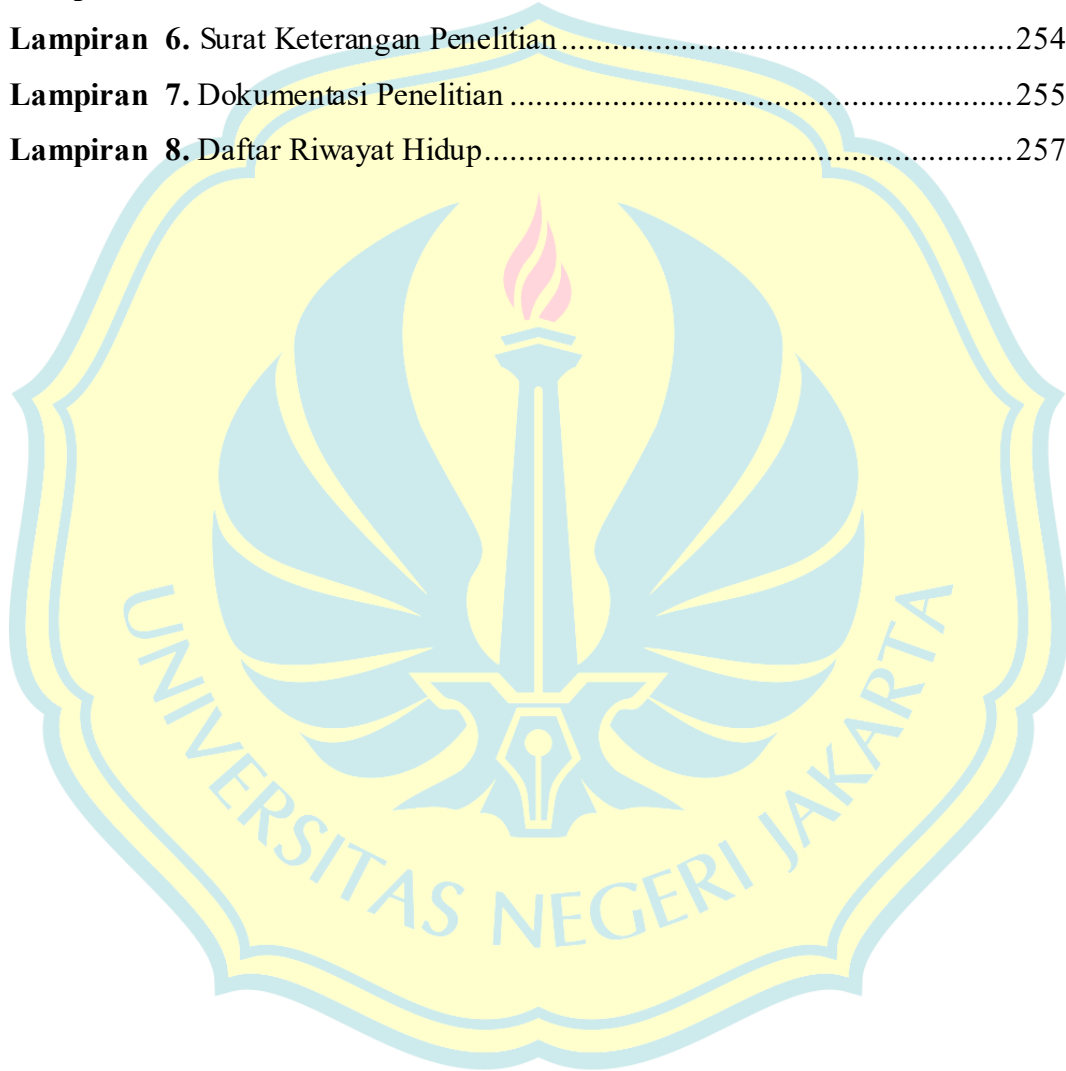 Lampiran 6. Surat Keterangan Penelitian....................................................254
Lampiran 7. Dokumentasi Penelitian..........................................................255
Lampiran 8. Daftar Riwayat Hidup.............................................................257
UNIVERSITAS NEGERI JAKARTA